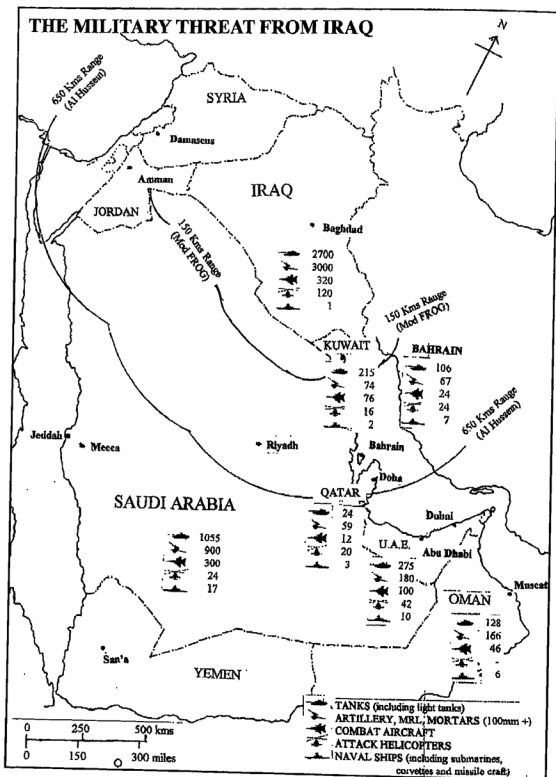 THE MILITARY THREAT FROM IRAQ
N
650 Kms Range
(Al Hussem)
SYRIA
Damascus
Amman
JORDAN
IRAQ
Baghdad
150 Kms Range
(Mod FROG)
2700
3000
320
120
1
150 Kms Range
(Mod FROG)
KUWAIT
215
74
76
16
2
BAHRAIN
106
67
24
24
7
650 Kms Range
(Al Hussem)
Jeddah
Mecca
Riyadh
Bahrain
Doha
QATAR
24
59
12
20
3
SAUDI ARABIA
1055
900
300
24
17
Dubai
Abu Dhabi
U.A.E.
275
180
100
42
10
Muscat
OMAN
128
166
46
-
6
San'a
YEMEN
TANKS (including light tanks)
ARTILLERY, MRL, MORTARS (100mm +)
COMBAT AIRCRAFT
ATTACK HELICOPTERS
NAVAL SHIPS (including submarines,
corvettes and missile craft)
0 250 500 kms
0 150 300 miles